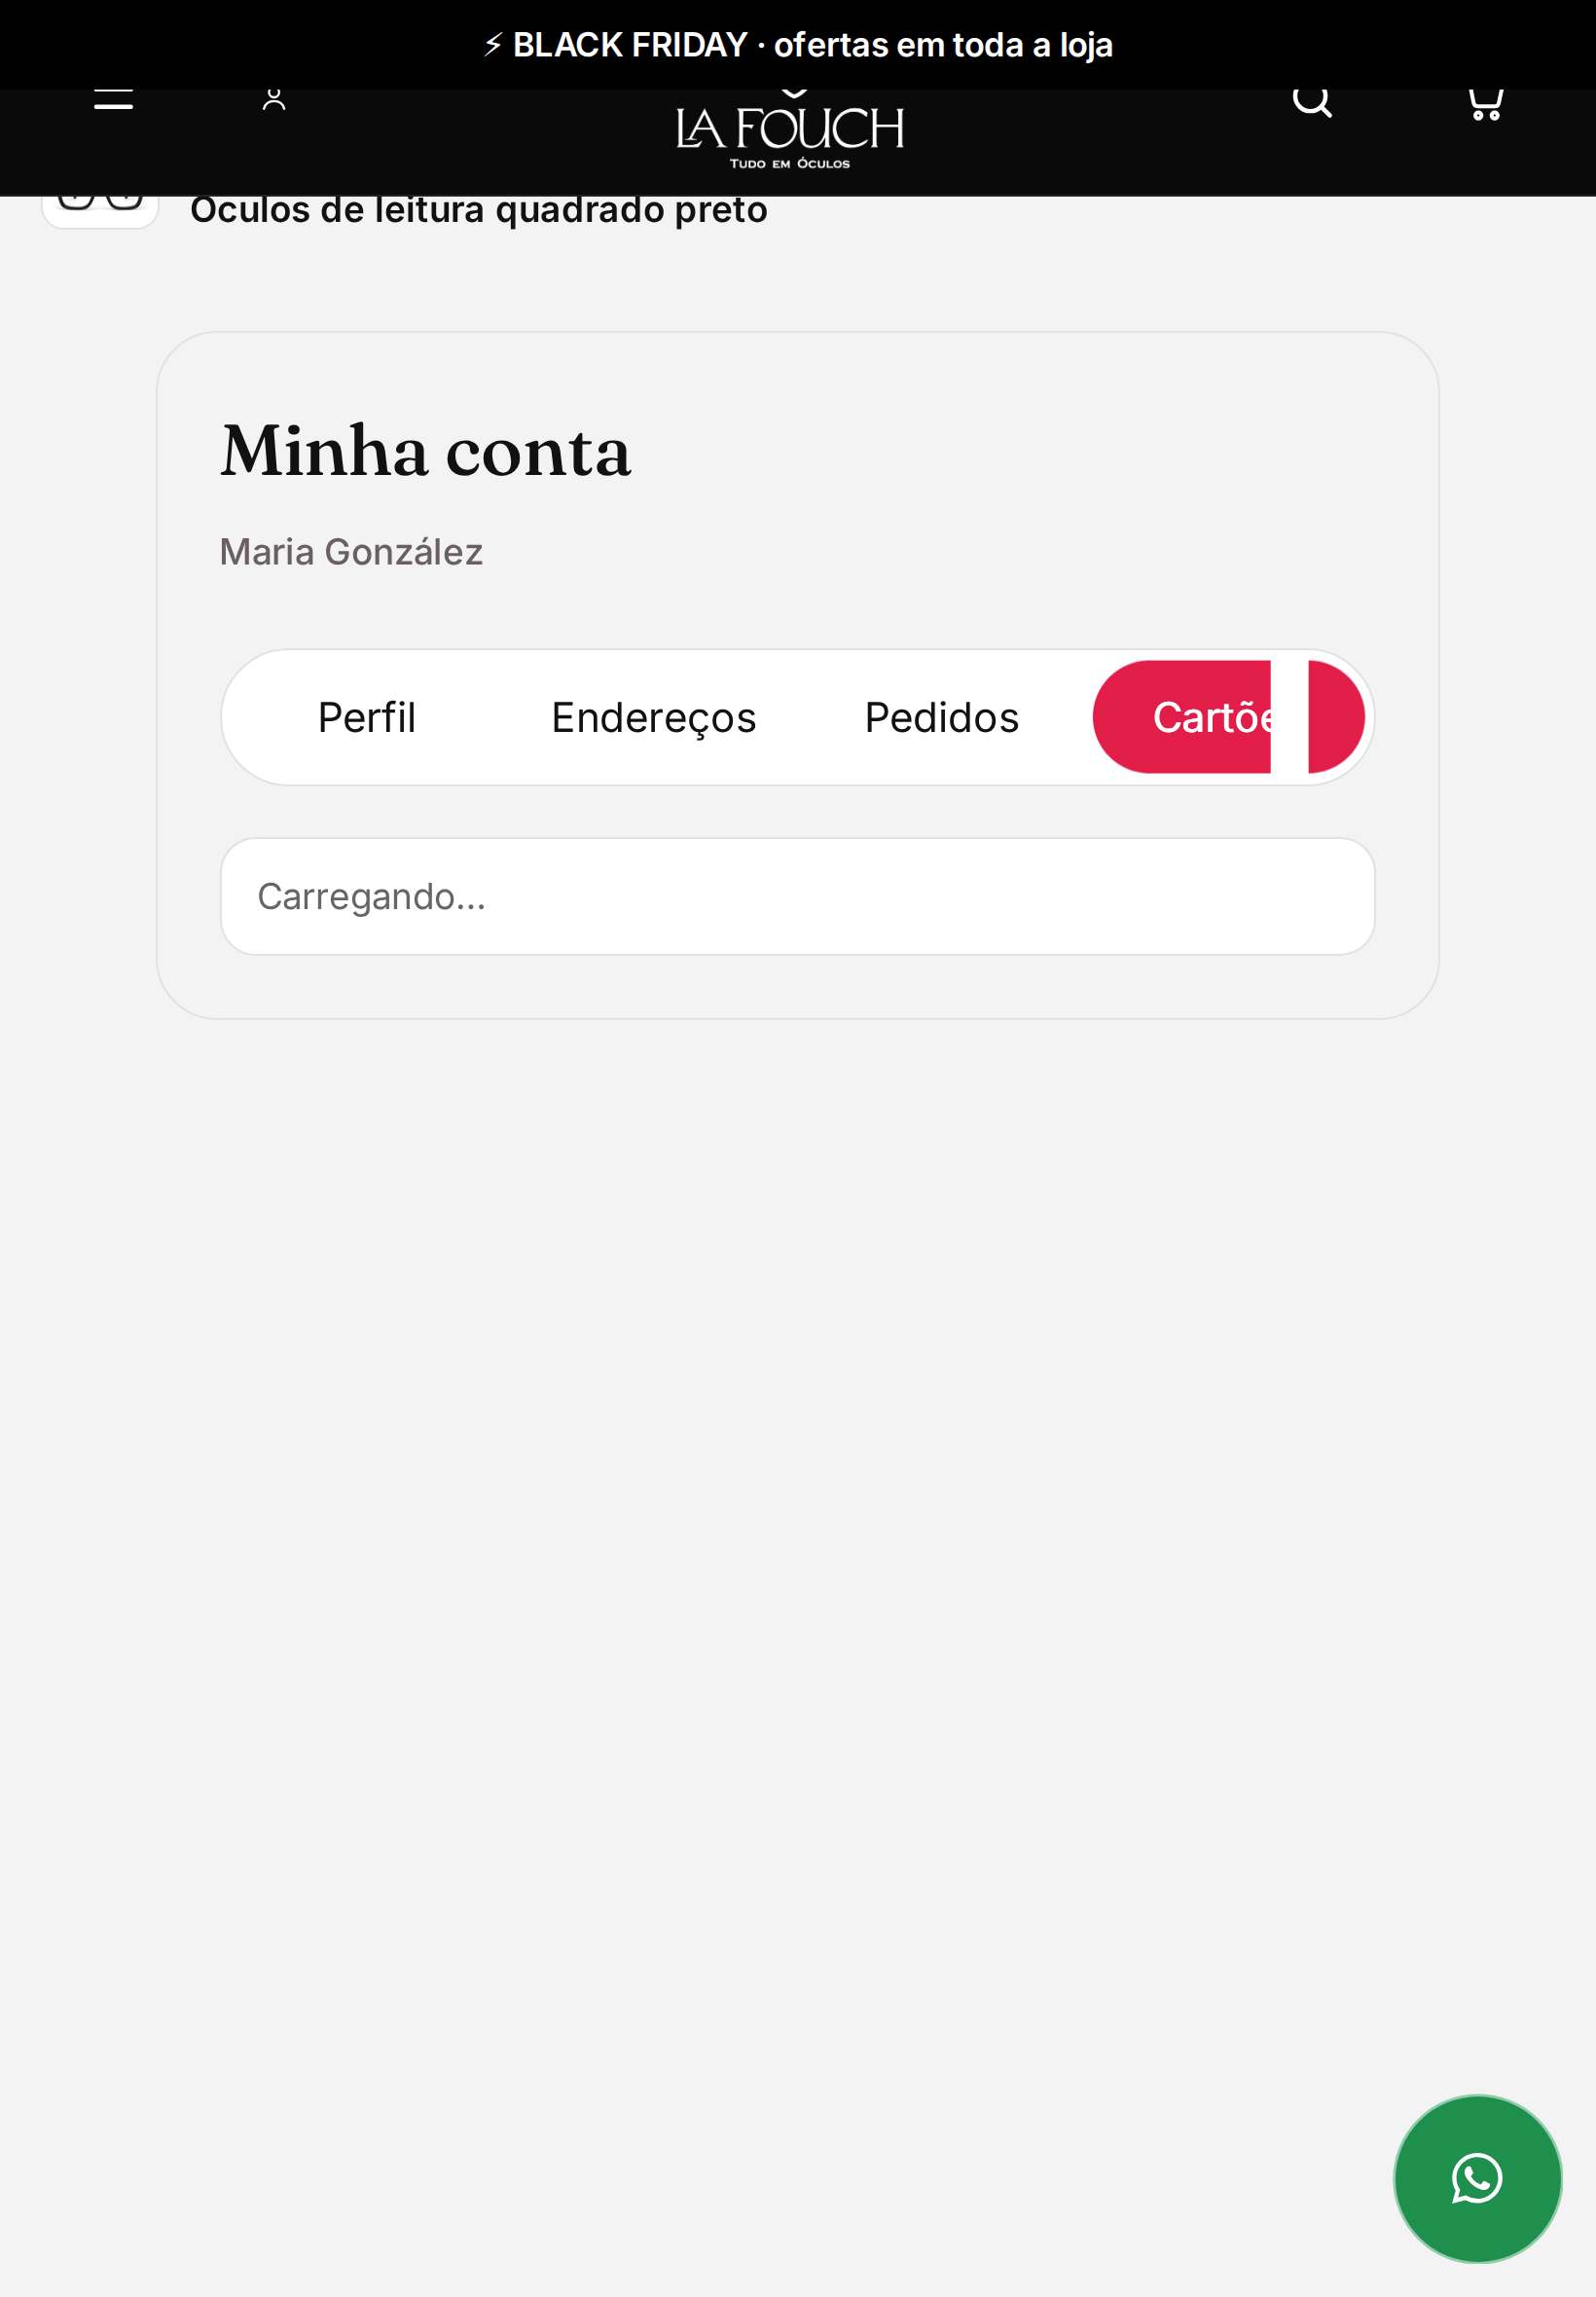 ⚡ BLACK FRIDAY · ofertas em toda a loja
LA FOUCH
TUDO EM ÓCULOS
Óculos de leitura quadrado preto
Minha conta
Maria González
Perfil Endereços Pedidos Cartõe
Carregando...